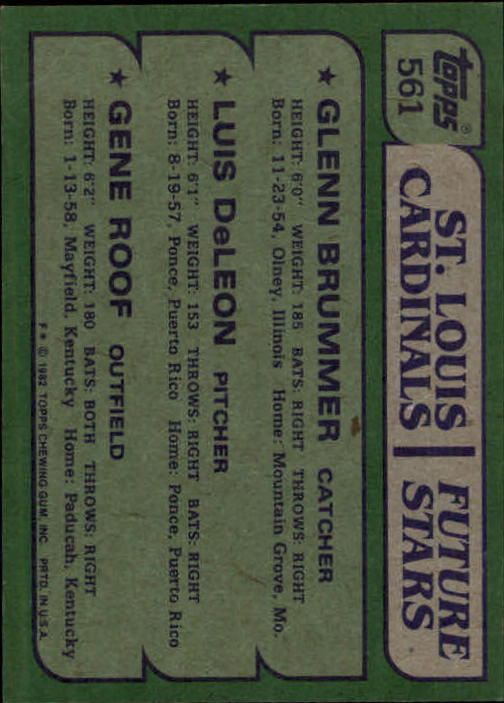 topps®
561
ST. LOUIS CARDINALS
FUTURE STARS
★ GLENN BRUMMER CATCHER
HEIGHT: 6'0" WEIGHT: 185 BATS: RIGHT THROWS: RIGHT
Born: 11-23-54, Olney, Illinois Home: Mountain Grove, Mo.
★ LUIS DeLEON PITCHER
HEIGHT: 6'1" WEIGHT: 153 THROWS: RIGHT BATS: RIGHT
Born: 8-19-57, Ponce, Puerto Rico Home: Ponce, Puerto Rico
★ GENE ROOF OUTFIELD
HEIGHT: 6'2" WEIGHT: 180 BATS: BOTH THROWS: RIGHT
Born: 1-13-58, Mayfield, Kentucky Home: Paducah, Kentucky
F✻ © 1982 TOPPS CHEWING GUM, INC. PRTD. IN U.S.A.